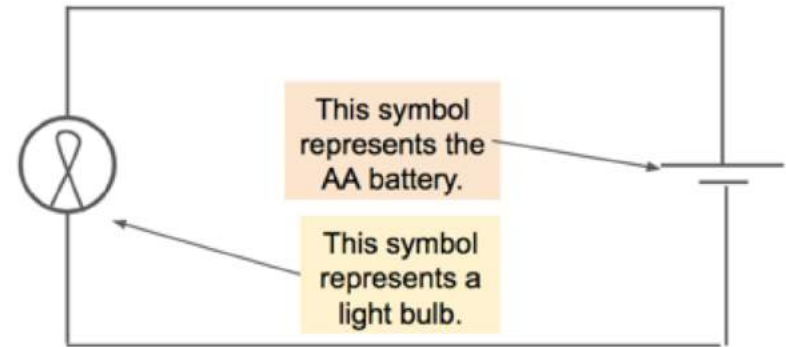 This symbol
represents the
AA battery.
This symbol
represents a
light bulb.